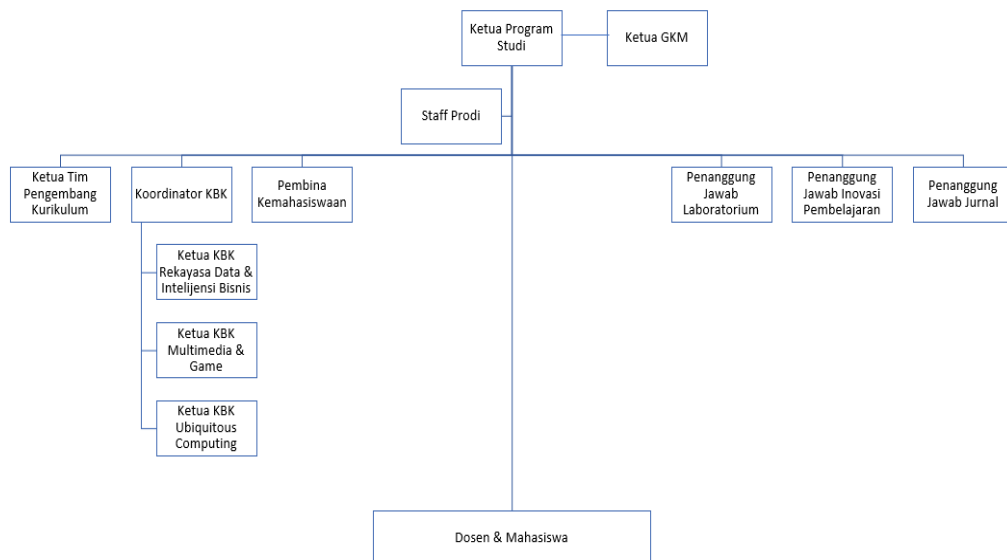 Ketua Program
Studi
Ketua GKM
Staff Prodi
Ketua Tim
Pengembang
Kurikulum
Koordinator KBK
Pembina
Kemahasiswaan
Penanggung
Jawab
Laboratorium
Penanggung
Jawab Inovasi
Pembelajaran
Penanggung
Jawab Jurnal
Ketua KBK
Rekayasa Data &
Intelijensi Bisnis
Ketua KBK
Multimedia &
Game
Ketua KBK
Ubiquitous
Computing
Dosen & Mahasiswa